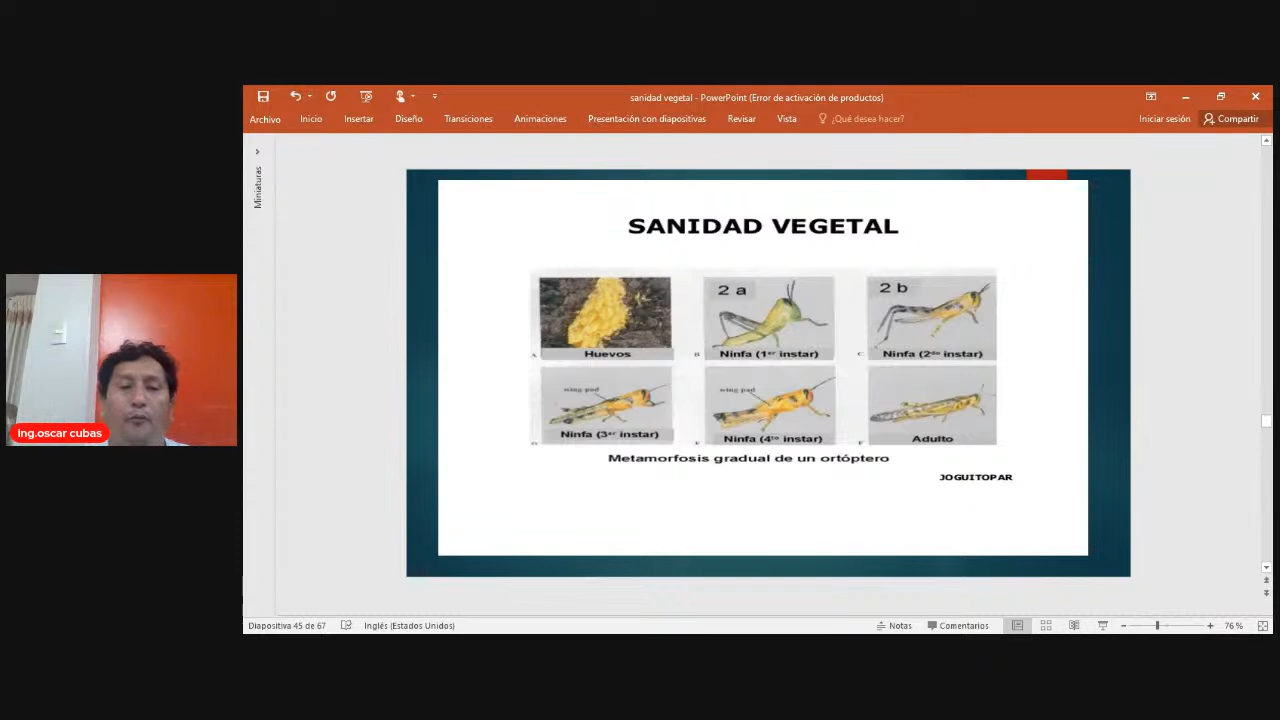 sanidad vegetal - PowerPoint (Error de activación de productos)
Archivo Inicio Insertar Diseño Transiciones Animaciones Presentación con diapositivas Revisar Vista ¿Qué desea hacer? Iniciar sesión Compartir
Miniaturas
SANIDAD VEGETAL
2 a
2 b
A Huevos
B Ninfa (1er instar)
C Ninfa (2do instar)
wing pad
wing pad
Ninfa (3er instar)
E Ninfa (4to instar)
F Adulto
Metamorfosis gradual de un ortóptero
JOGUITOPAR
ing.oscar cubas
Diapositiva 45 de 67 Inglés (Estados Unidos) Notas Comentarios 76 %